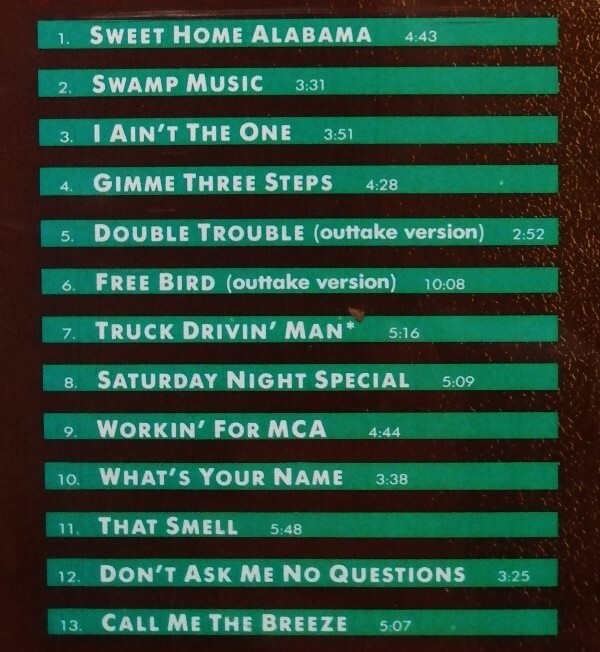 1. SWEET HOME ALABAMA 4:43
2. SWAMP MUSIC 3:31
3. I AIN'T THE ONE 3:51
4. GIMME THREE STEPS 4:28
5. DOUBLE TROUBLE (outtake version) 2:52
6. FREE BIRD (outtake version) 10:08
7. TRUCK DRIVIN' MAN* 5:16
8. SATURDAY NIGHT SPECIAL 5:09
9. WORKIN' FOR MCA 4:44
10. WHAT'S YOUR NAME 3:38
11. THAT SMELL 5:48
12. DON'T ASK ME NO QUESTIONS 3:25
13. CALL ME THE BREEZE 5:07